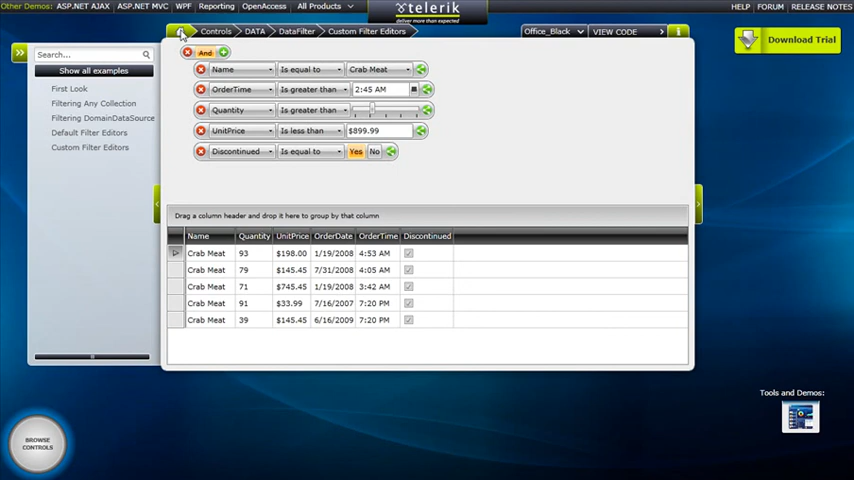 Other Demos: ASP.NET AJAX ASP.NET MVC WPF Reporting OpenAccess All Products
telerik
deliver more than expected
HELP FORUM RELEASE NOTES
Controls DATA DataFilter Custom Filter Editors
Office_Black VIEW CODE
Download Trial
Search...
Show all examples
First Look
Filtering Any Collection
Filtering DomainDataSource
Default Filter Editors
Custom Filter Editors
And
Name Is equal to Crab Meat
OrderTime Is greater than 2:45 AM
Quantity Is greater than
UnitPrice Is less than $899.99
Discontinued Is equal to Yes No
Drag a column header and drop it here to group by that column
Name Quantity UnitPrice OrderDate OrderTime Discontinued
Crab Meat 93 $198.00 1/19/2008 4:53 AM
Crab Meat 79 $145.45 7/31/2008 4:05 AM
Crab Meat 71 $745.45 1/19/2008 3:42 AM
Crab Meat 91 $33.99 7/16/2007 7:20 PM
Crab Meat 39 $145.45 6/16/2009 7:20 PM
Tools and Demos:
BROWSE
CONTROLS